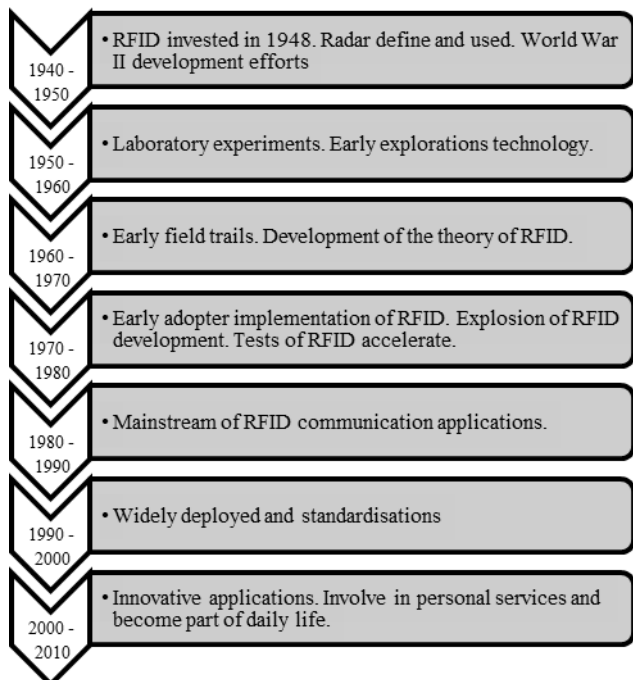 1940 -
1950
• RFID invested in 1948. Radar define and used. World War
II development efforts
1950 -
1960
• Laboratory experiments. Early explorations technology.
1960 -
1970
• Early field trails. Development of the theory of RFID.
1970 -
1980
• Early adopter implementation of RFID. Explosion of RFID
development. Tests of RFID accelerate.
1980 -
1990
• Mainstream of RFID communication applications.
1990 -
2000
• Widely deployed and standardisations
2000 -
2010
• Innovative applications. Involve in personal services and
become part of daily life.